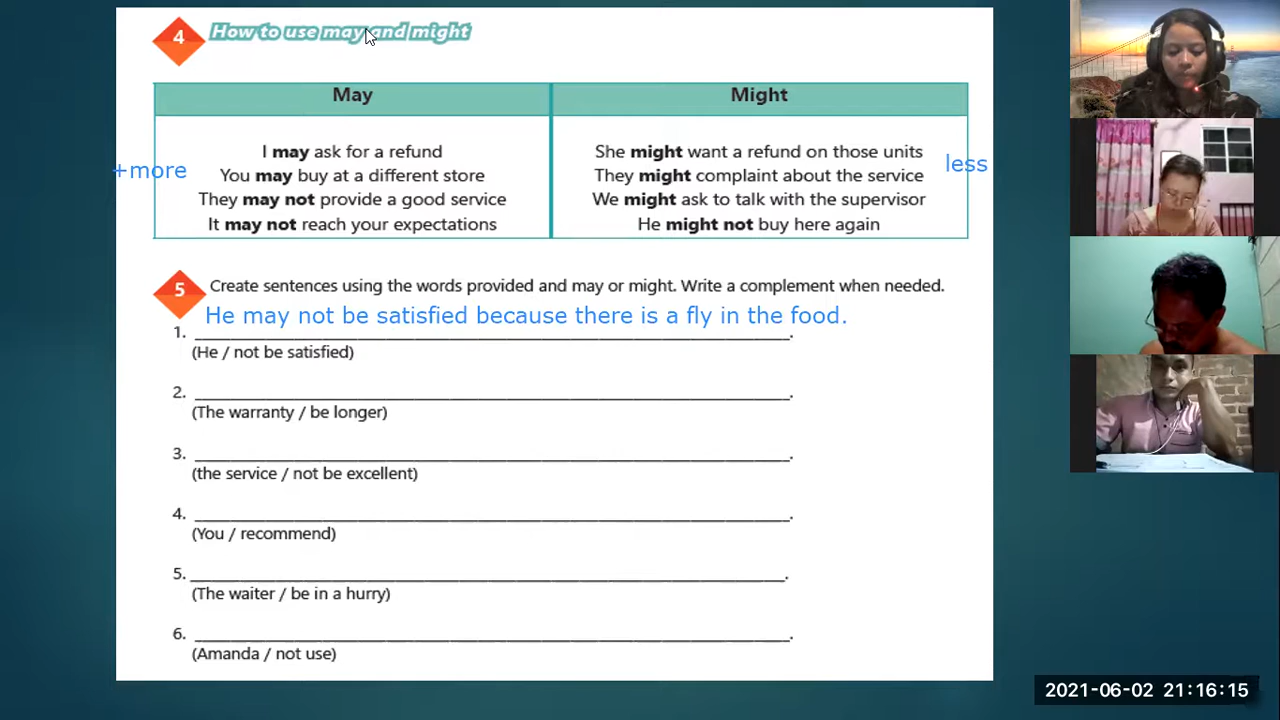 4 How to use may and might
May Might
I may ask for a refund She might want a refund on those units
+more You may buy at a different store They might complaint about the service less
They may not provide a good service We might ask to talk with the supervisor
It may not reach your expectations He might not buy here again
5 Create sentences using the words provided and may or might. Write a complement when needed.
He may not be satisfied because there is a fly in the food.
1. ______________________________.
(He / not be satisfied)
2. ______________________________.
(The warranty / be longer)
3. ______________________________.
(the service / not be excellent)
4. ______________________________.
(You / recommend)
5. ______________________________.
(The waiter / be in a hurry)
6. ______________________________.
(Amanda / not use)
2021-06-02 21:16:15